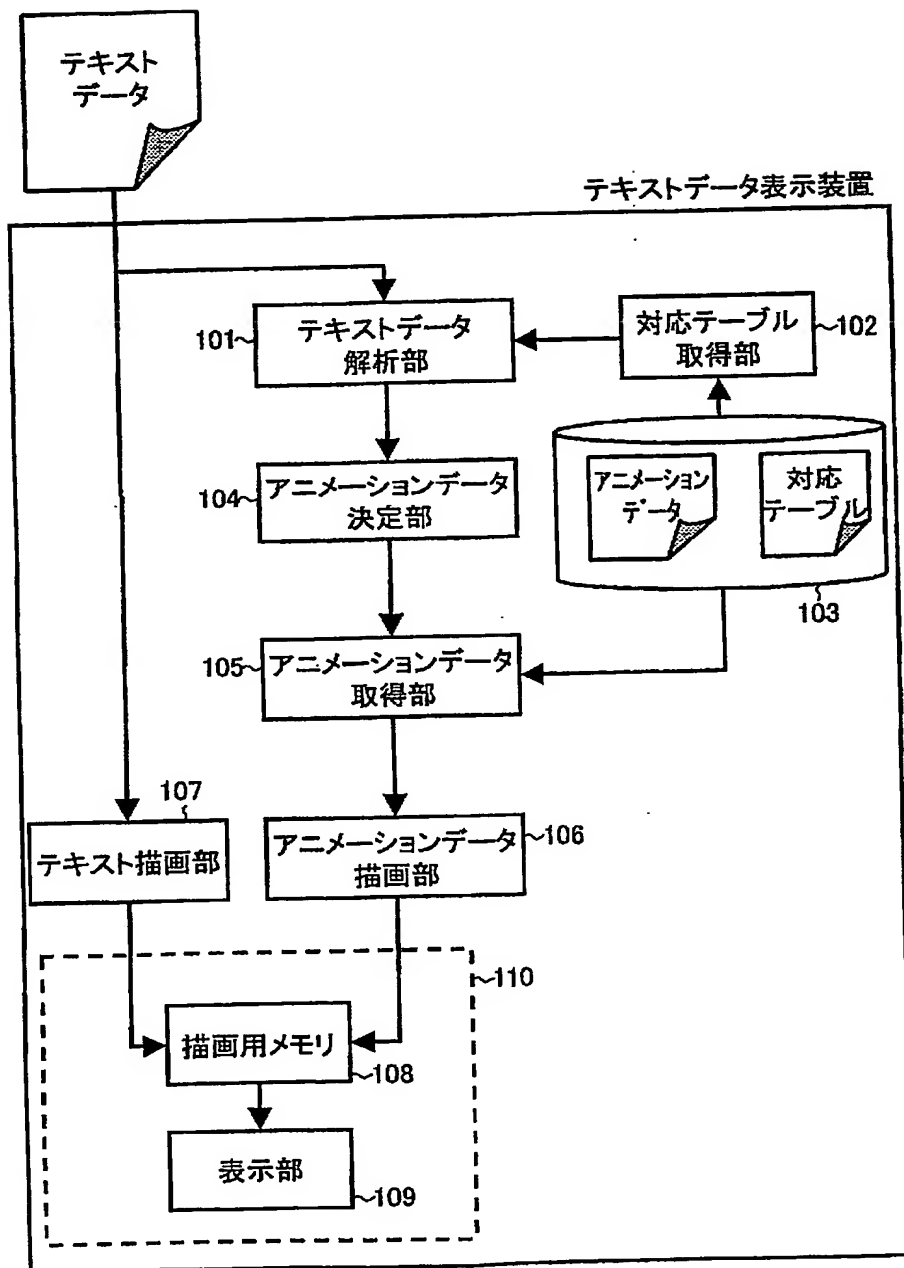 テキスト
データ
テキストデータ表示装置
101
テキストデータ
解析部
対応テーブル
取得部
102
104
アニメーションデータ
決定部
アニメーション
データ
対応
テーブル
103
105
アニメーションデータ
取得部
107
テキスト描画部
アニメーションデータ
描画部
106
110
描画用メモリ
108
表示部
109